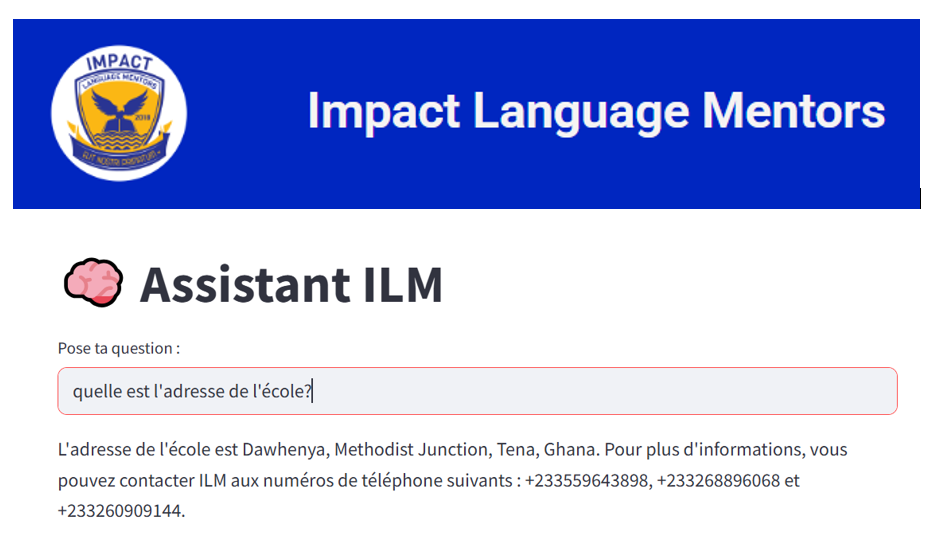 IMPACT
LANGUAGE MENTORS
2018
Impact Language Mentors
Assistant ILM
Pose ta question :
quelle est l'adresse de l'école?
L'adresse de l'école est Dawhenya, Methodist Junction, Tena, Ghana. Pour plus d'informations, vous
pouvez contacter ILM aux numéros de téléphone suivants : +233559643898, +233268896068 et
+233260909144.